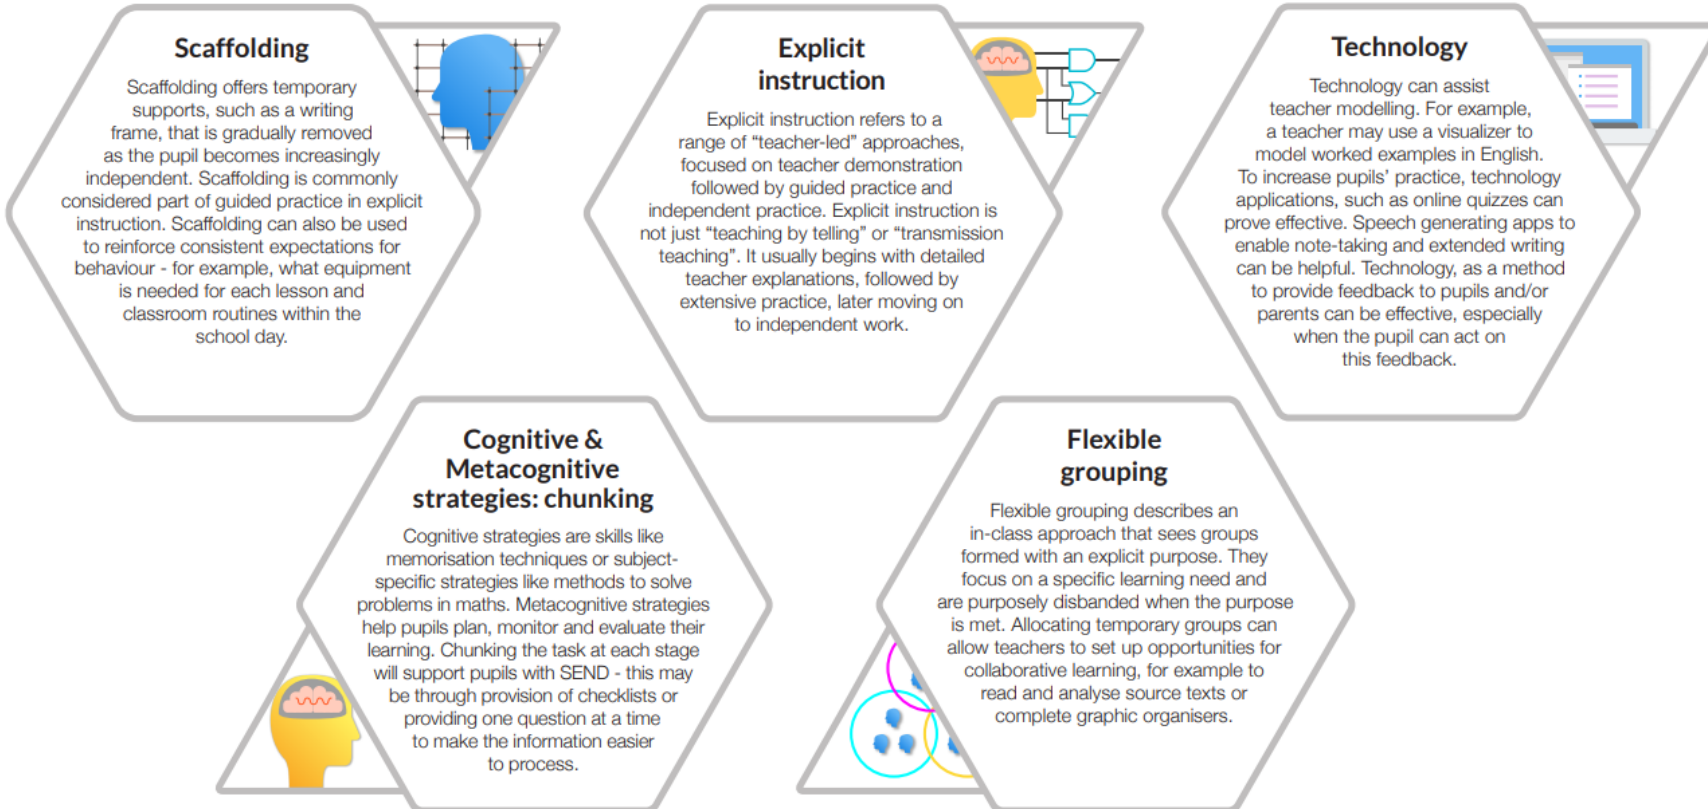 Scaffolding
Scaffolding offers temporary
supports, such as a writing
frame, that is gradually removed
as the pupil becomes increasingly
independent. Scaffolding is commonly
considered part of guided practice in explicit
instruction. Scaffolding can also be used
to reinforce consistent expectations for
behaviour - for example, what equipment
is needed for each lesson and
classroom routines within the
school day.
Explicit
instruction
Explicit instruction refers to a
range of “teacher-led” approaches,
focused on teacher demonstration
followed by guided practice and
independent practice. Explicit instruction is
not just “teaching by telling” or “transmission
teaching”. It usually begins with detailed
teacher explanations, followed by
extensive practice, later moving on
to independent work.
Technology
Technology can assist
teacher modelling. For example,
a teacher may use a visualizer to
model worked examples in English.
To increase pupils’ practice, technology
applications, such as online quizzes can
prove effective. Speech generating apps to
enable note-taking and extended writing
can be helpful. Technology, as a method
to provide feedback to pupils and/or
parents can be effective, especially
when the pupil can act on
this feedback.
Cognitive &
Metacognitive
strategies: chunking
Cognitive strategies are skills like
memorisation techniques or subject-
specific strategies like methods to solve
problems in maths. Metacognitive strategies
help pupils plan, monitor and evaluate their
learning. Chunking the task at each stage
will support pupils with SEND - this may
be through provision of checklists or
providing one question at a time
to make the information easier
to process.
Flexible
grouping
Flexible grouping describes an
in-class approach that sees groups
formed with an explicit purpose. They
focus on a specific learning need and
are purposely disbanded when the purpose
is met. Allocating temporary groups can
allow teachers to set up opportunities for
collaborative learning, for example to
read and analyse source texts or
complete graphic organisers.